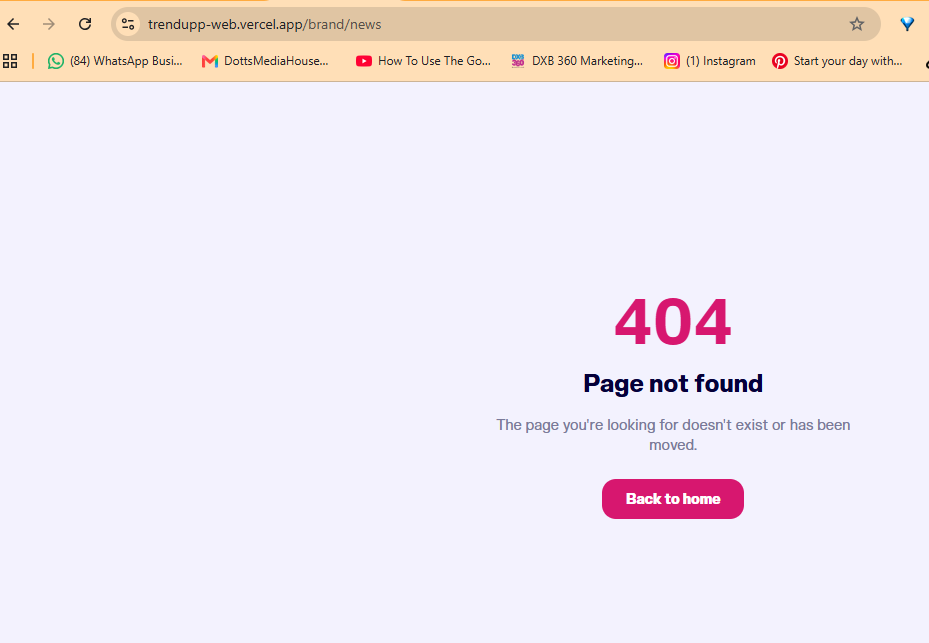 trendupp-web.vercel.app/brand/news
(84) WhatsApp Busi...
DottsMediaHouse...
How To Use The Go...
DXB 360 Marketing...
(1) Instagram
Start your day with...
404
Page not found
The page you're looking for doesn't exist or has been
moved.
Back to home